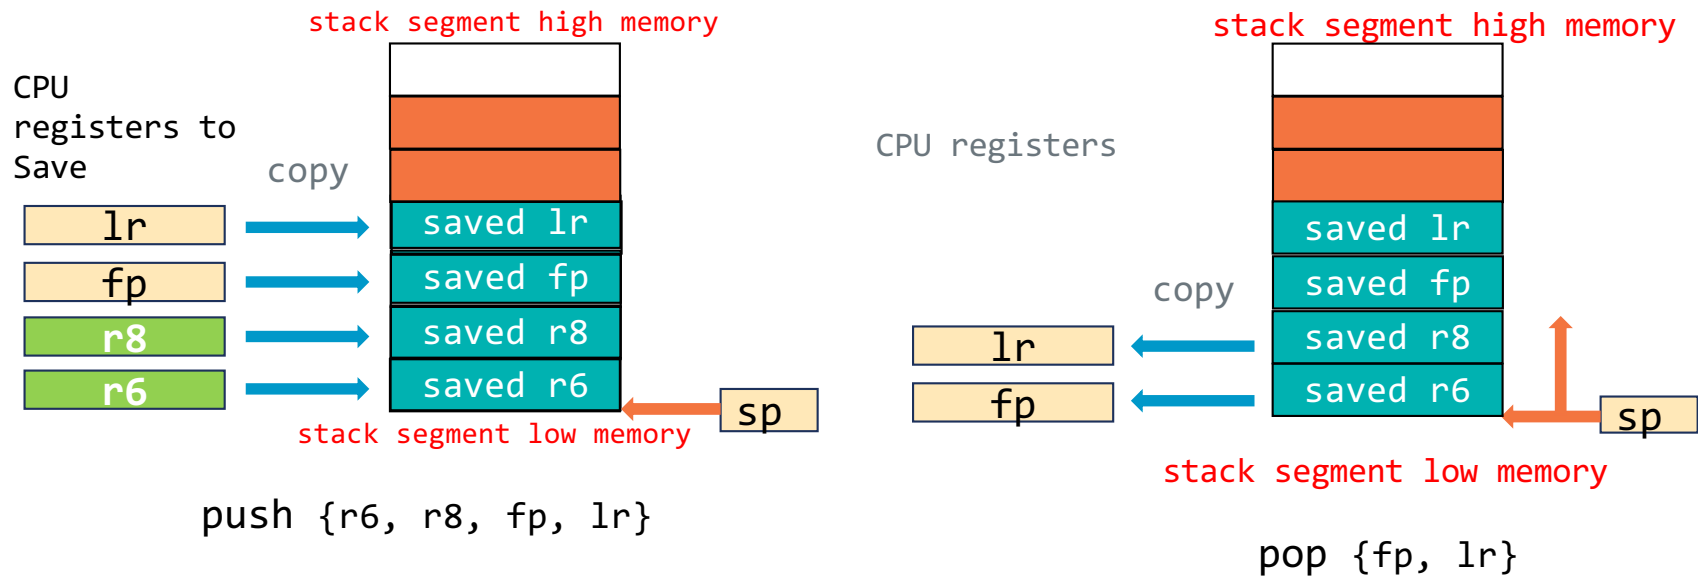 stack segment high memory
CPU
registers to
Save
copy
lr
fp
r8
r6
saved lr
saved fp
saved r8
saved r6
sp
stack segment low memory
push {r6, r8, fp, lr}
stack segment high memory
CPU registers
copy
lr
fp
saved lr
saved fp
saved r8
saved r6
sp
stack segment low memory
pop {fp, lr}